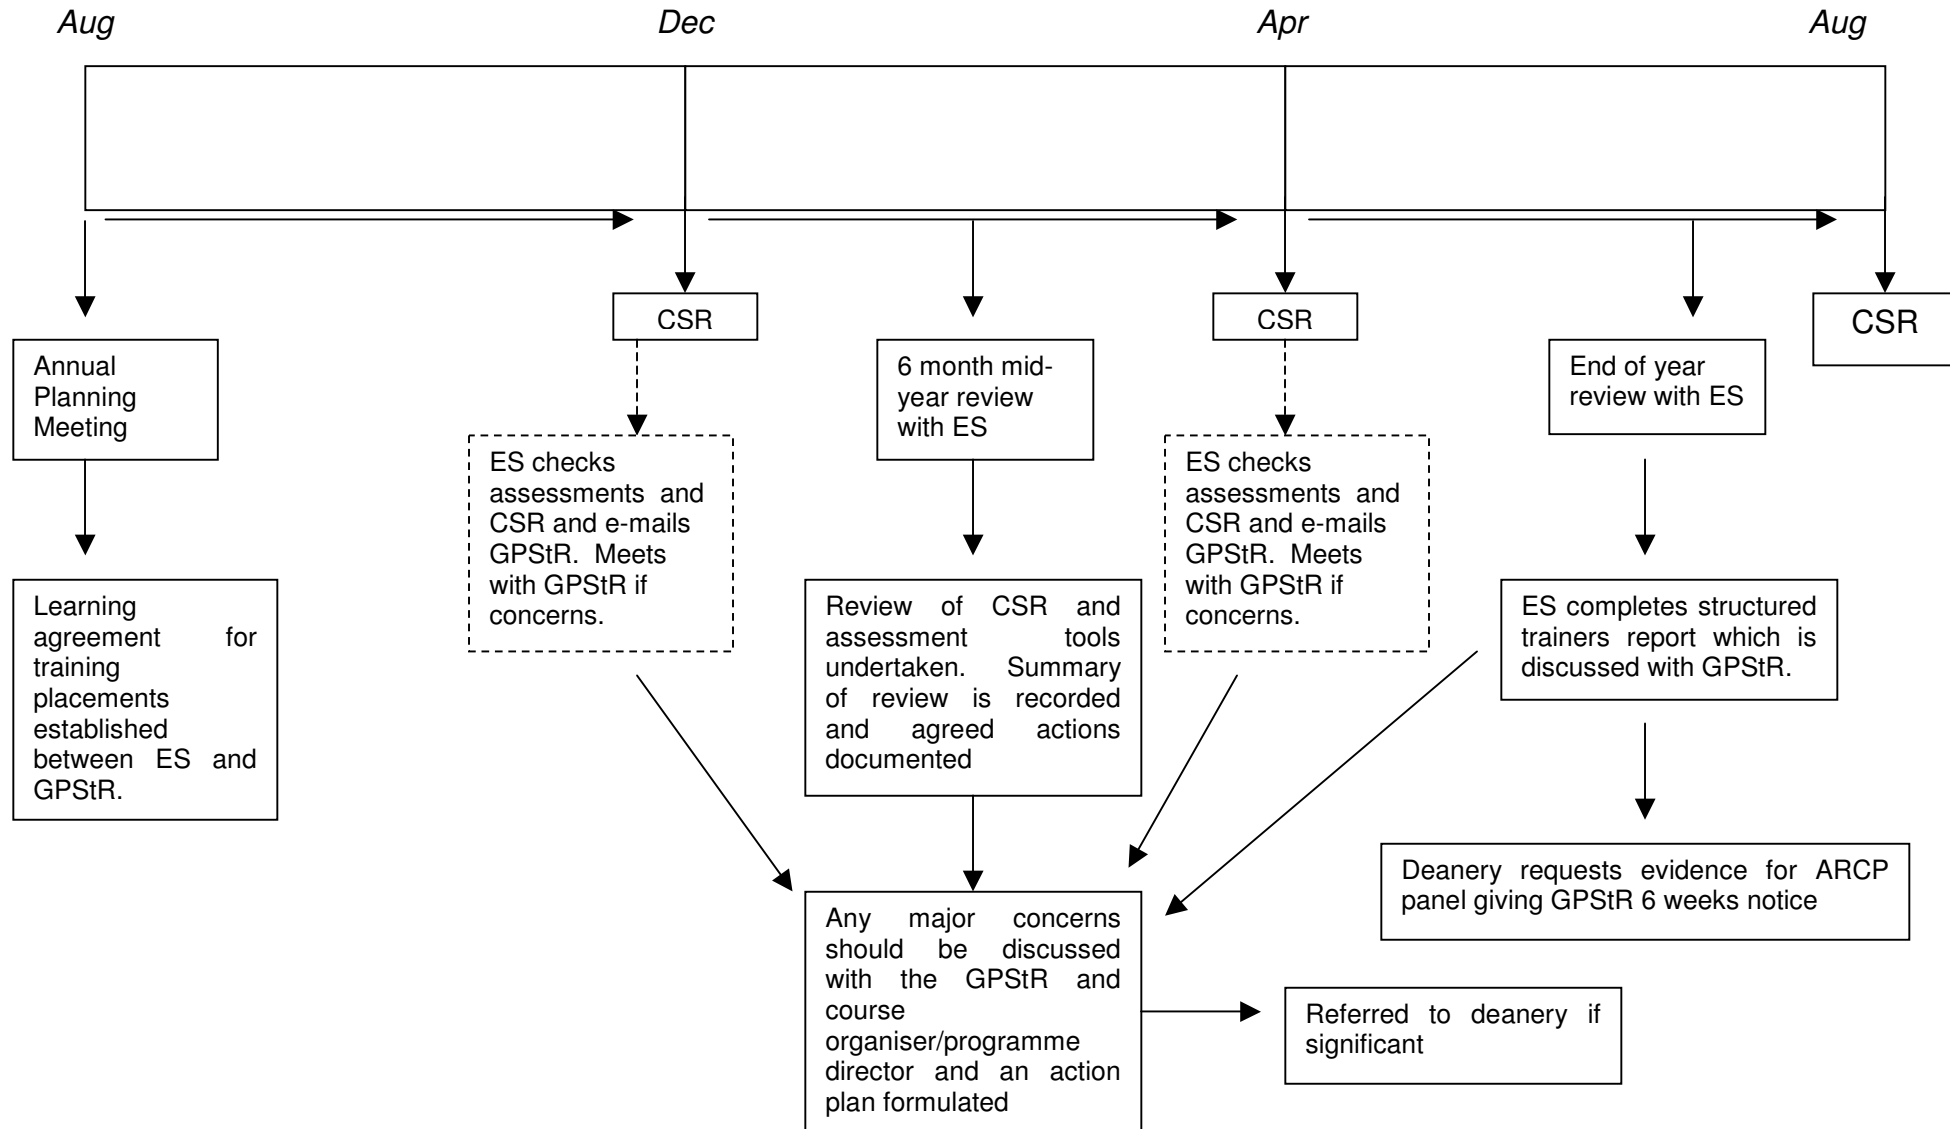 Aug
Dec
Apr
Aug
CSR
CSR
CSR
Annual
Planning
Meeting
6 month mid-
year review
with ES
End of year
review with ES
ES checks
assessments and
CSR and e-mails
GPStR. Meets
with GPStR if
concerns.
ES checks
assessments and
CSR and e-mails
GPStR. Meets
with GPStR if
concerns.
Learning
agreement for
training
placements
established
between ES and
GPStR.
Review of CSR and
assessment tools
undertaken. Summary
of review is recorded
and agreed actions
documented
ES completes structured
trainers report which is
discussed with GPStR.
Deanery requests evidence for ARCP
panel giving GPStR 6 weeks notice
Any major concerns
should be discussed
with the GPStR and
course
organiser/programme
director and an action
plan formulated
Referred to deanery if
significant